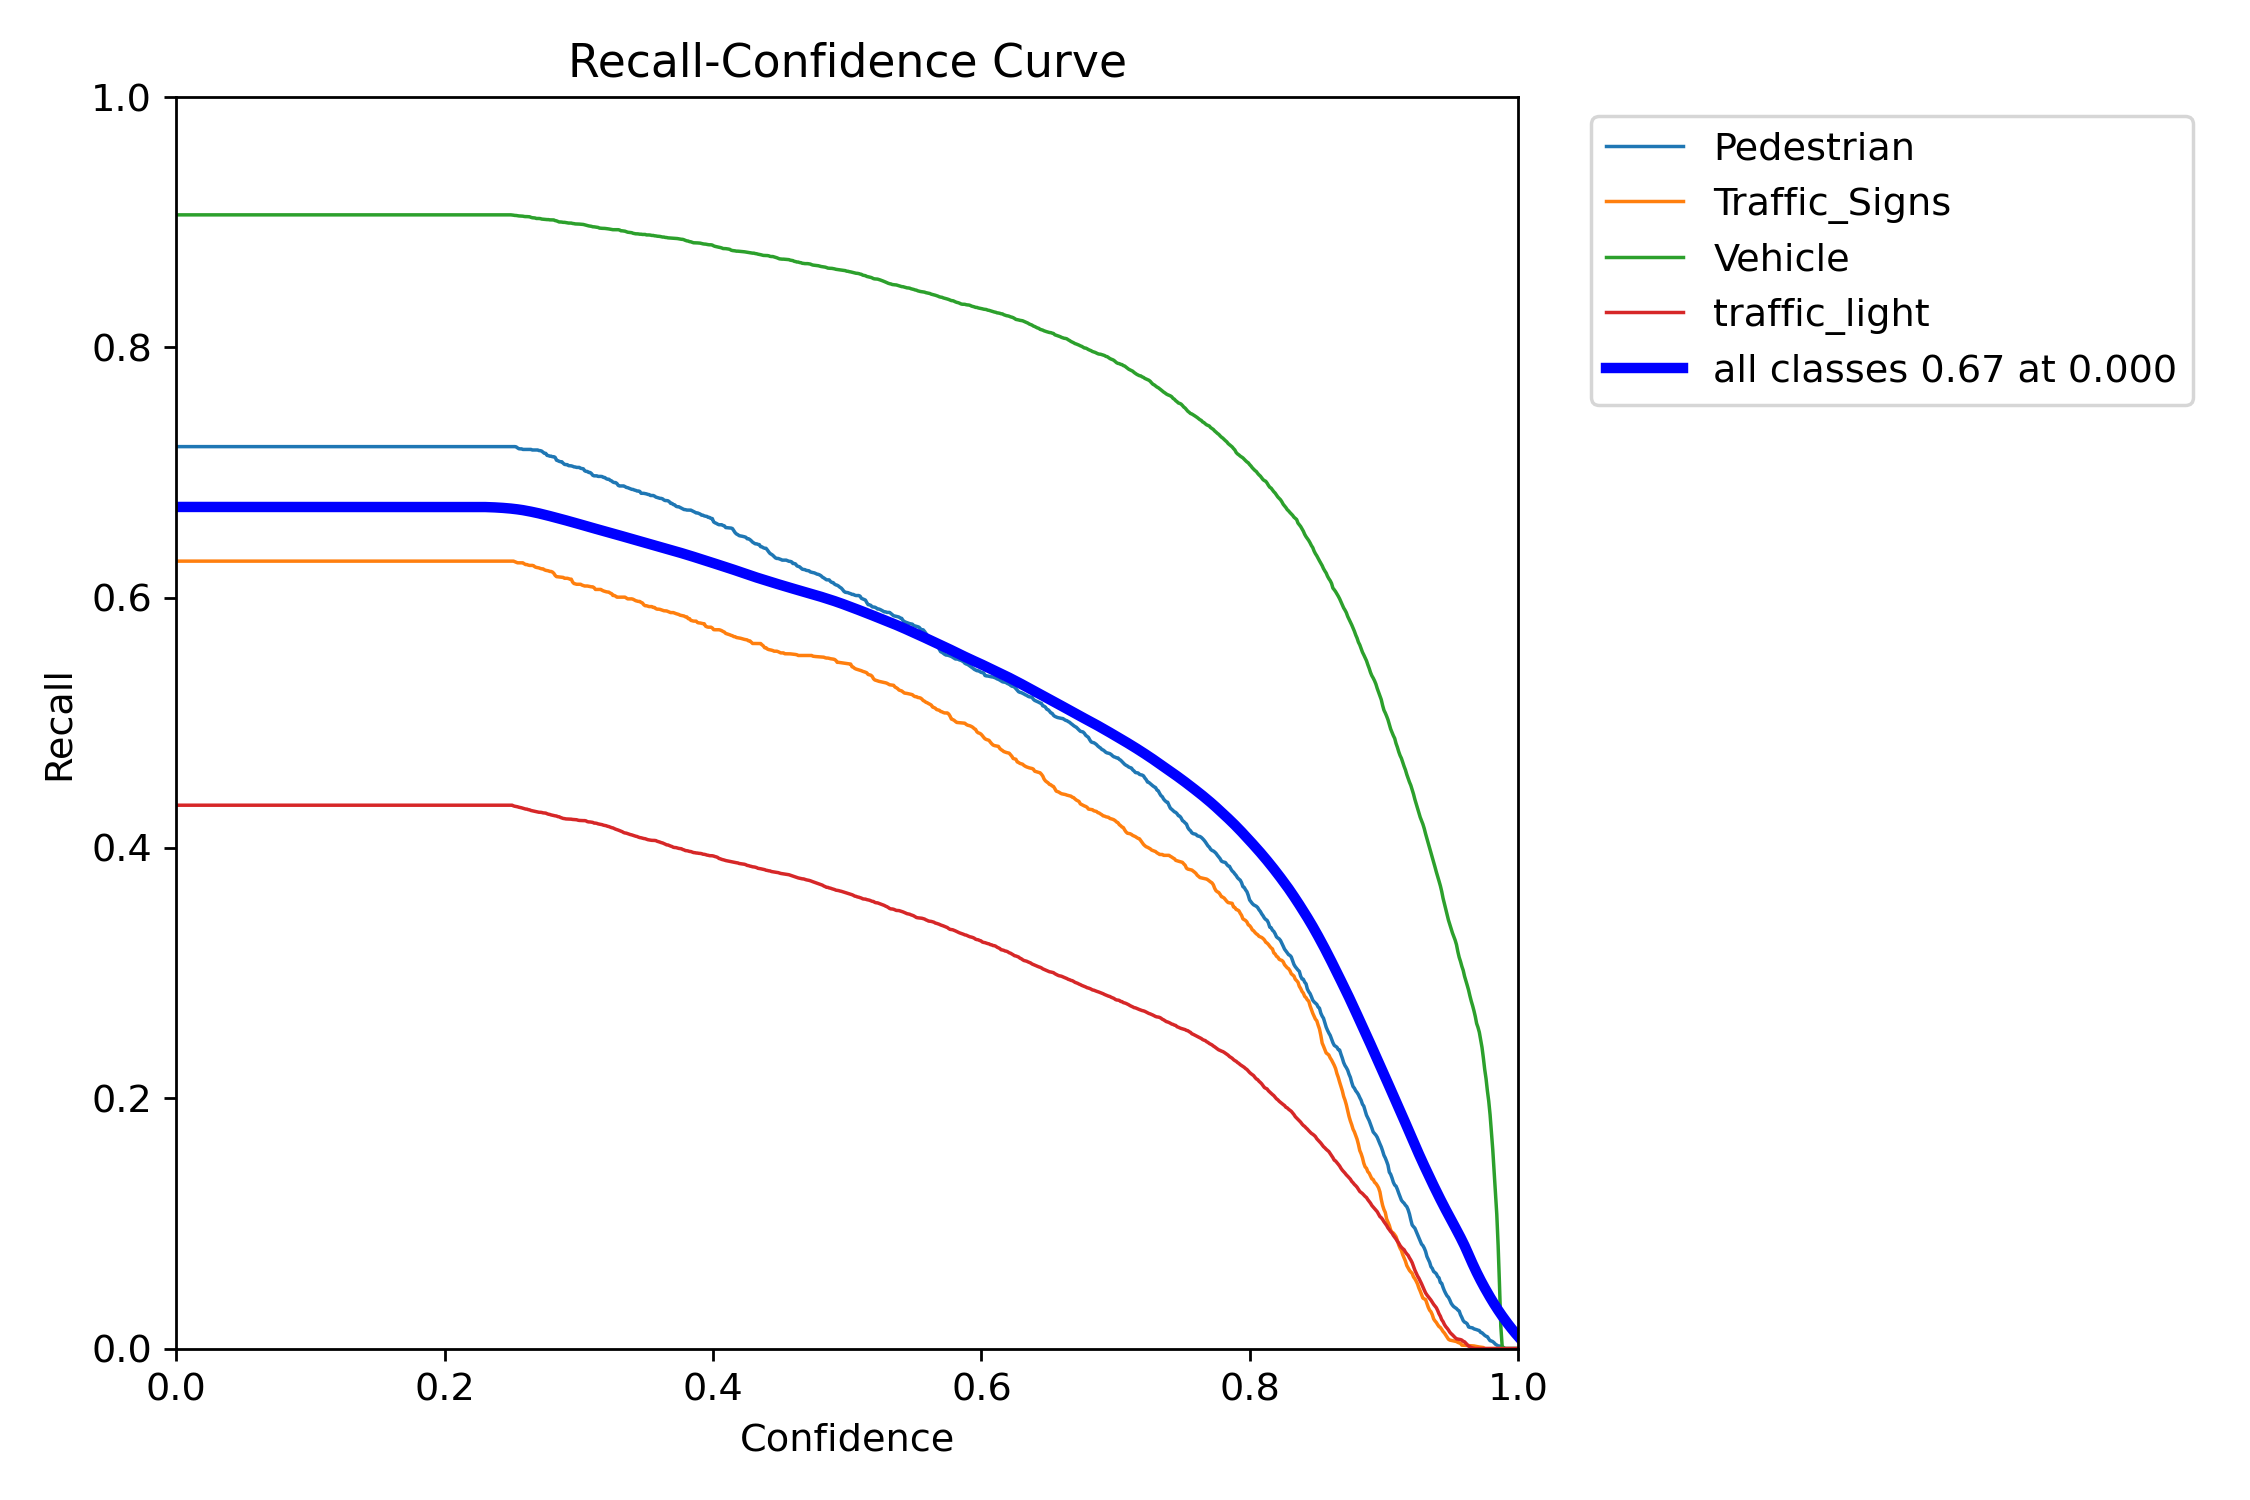 Recall-Confidence Curve
1.0
0.8
0.6
0.4
0.2
0.0
Recall
0.0 0.2 0.4 0.6 0.8 1.0
Confidence
Pedestrian
Traffic_Signs
Vehicle
traffic_light
all classes 0.67 at 0.000